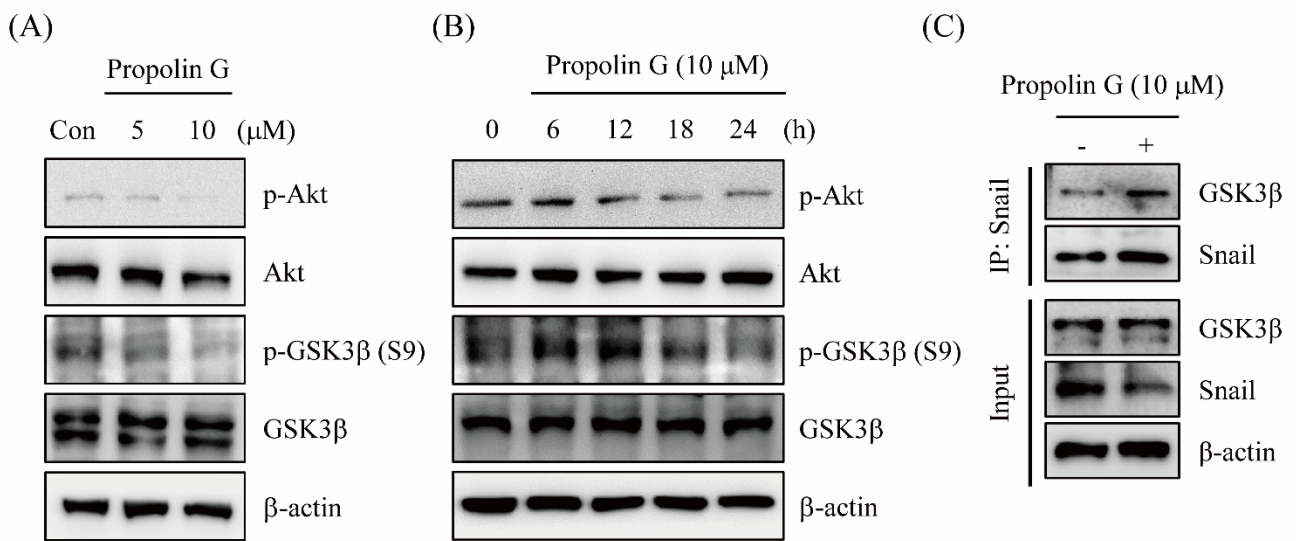 (A)
Propolin G
Con 5 10 (μM)
p-Akt
Akt
p-GSK3β (S9)
GSK3β
β-actin
(B)
Propolin G (10 μM)
0 6 12 18 24 (h)
p-Akt
Akt
p-GSK3β (S9)
GSK3β
β-actin
(C)
Propolin G (10 μM)
- +
IP: Snail
GSK3β
Snail
Input
GSK3β
Snail
β-actin